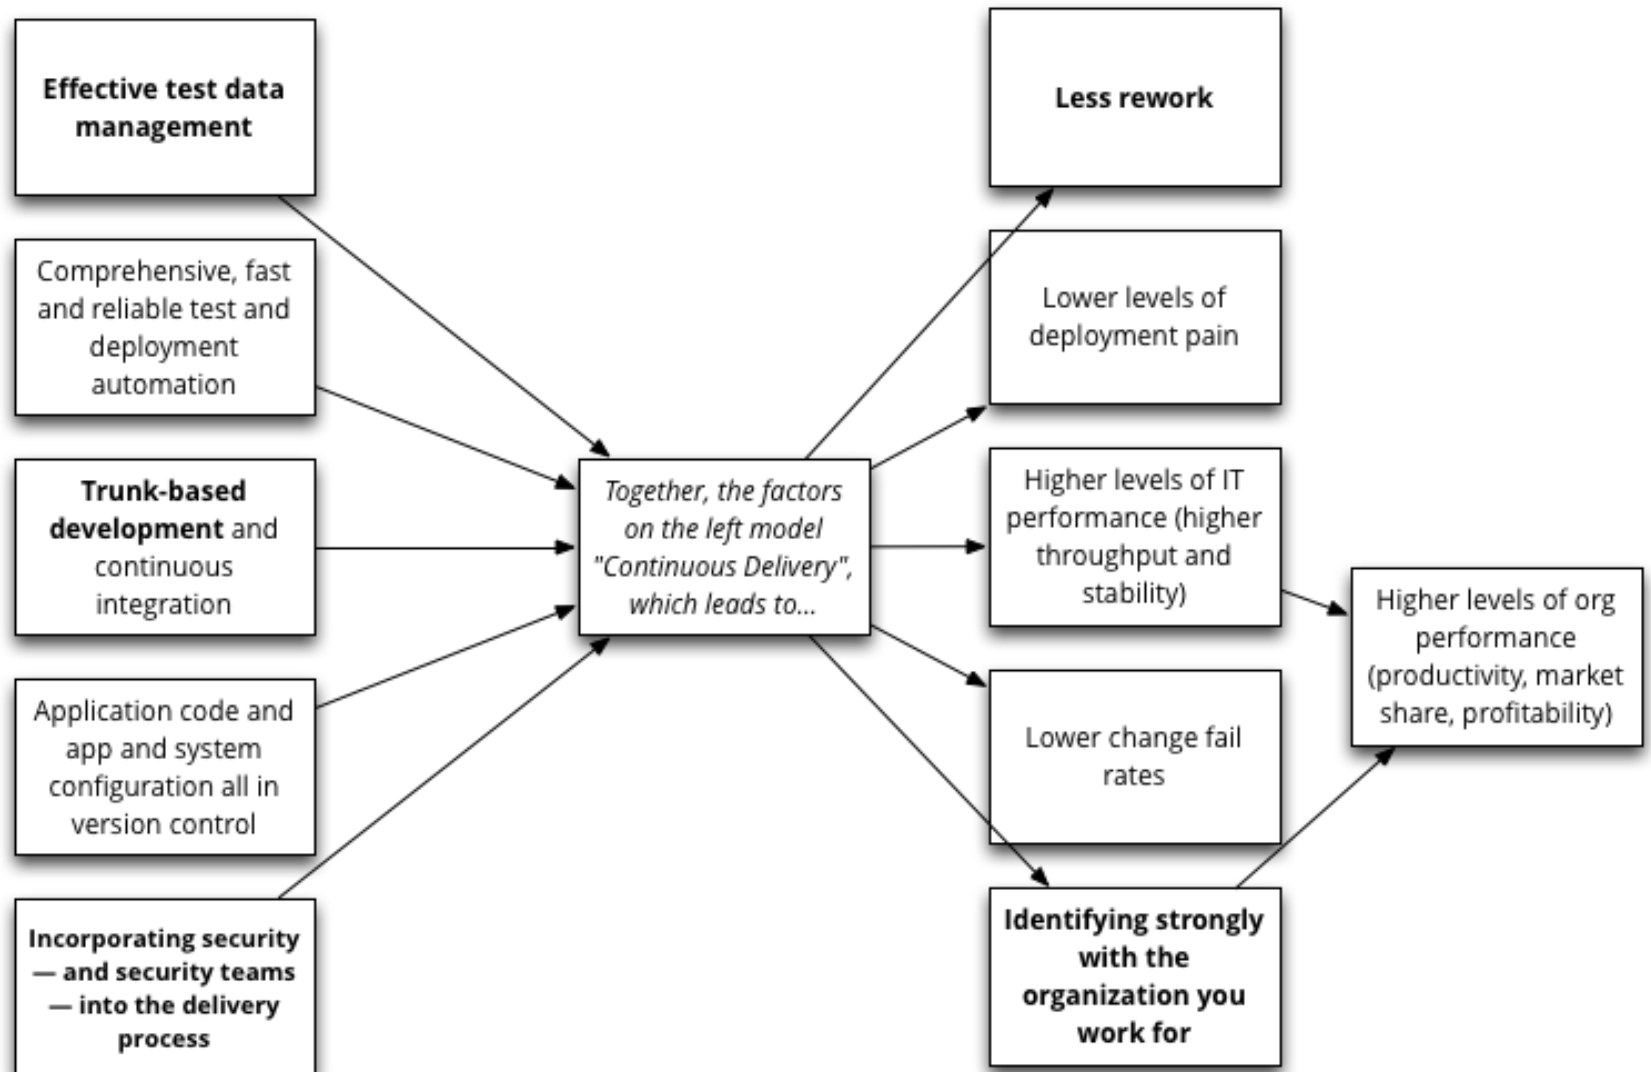 Effective test data
management
Comprehensive, fast
and reliable test and
deployment
automation
Trunk-based
development and
continuous
integration
Application code and
app and system
configuration all in
version control
Incorporating security
— and security teams
— into the delivery
process
Together, the factors
on the left model
"Continuous Delivery",
which leads to...
Less rework
Lower levels of
deployment pain
Higher levels of IT
performance (higher
throughput and
stability)
Lower change fail
rates
Identifying strongly
with the
organization you
work for
Higher levels of org
performance
(productivity, market
share, profitability)